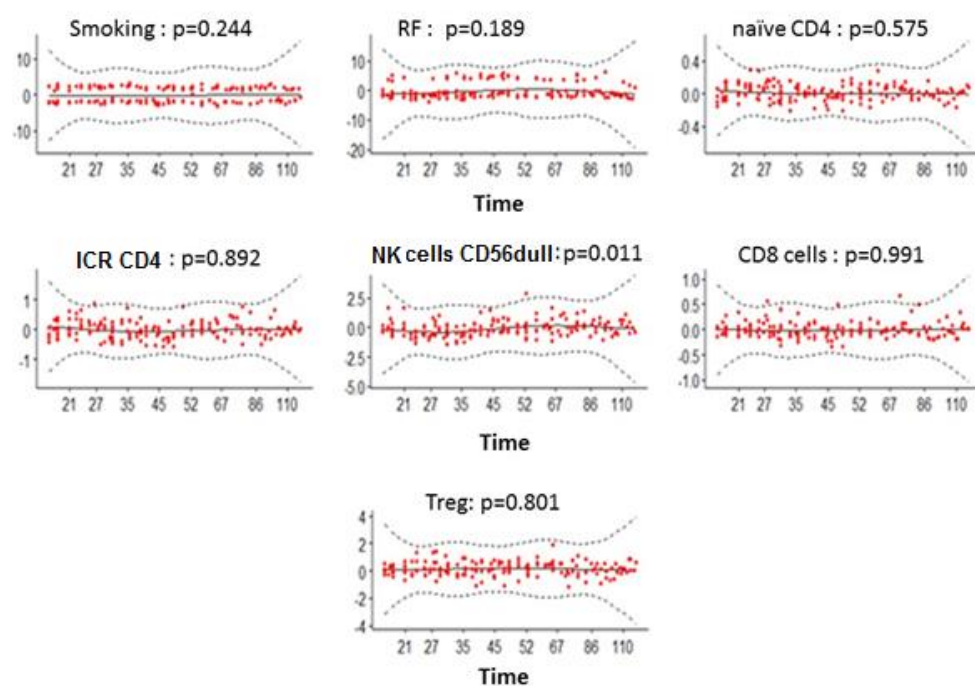 Smoking : p=0.244
RF : p=0.189
naïve CD4 : p=0.575
10
0
-10
21 27 35 45 52 67 86 110
10
0
-10
-20
21 27 35 45 52 67 86 110
0.4
0.0
-0.4
21 27 35 45 52 67 86 110
Time
ICR CD4 : p=0.892
NK cells CD56dull: p=0.011
CD8 cells : p=0.991
1
0
-1
21 27 35 45 52 67 86 110
2.5
0.0
-2.5
-5.0
21 27 35 45 52 67 86 110
1.0
0.5
0.0
-0.5
-1.0
21 27 35 45 52 67 86 110
Time
Treg: p=0.801
4
2
0
-2
-4
21 27 35 45 52 67 86 110
Time